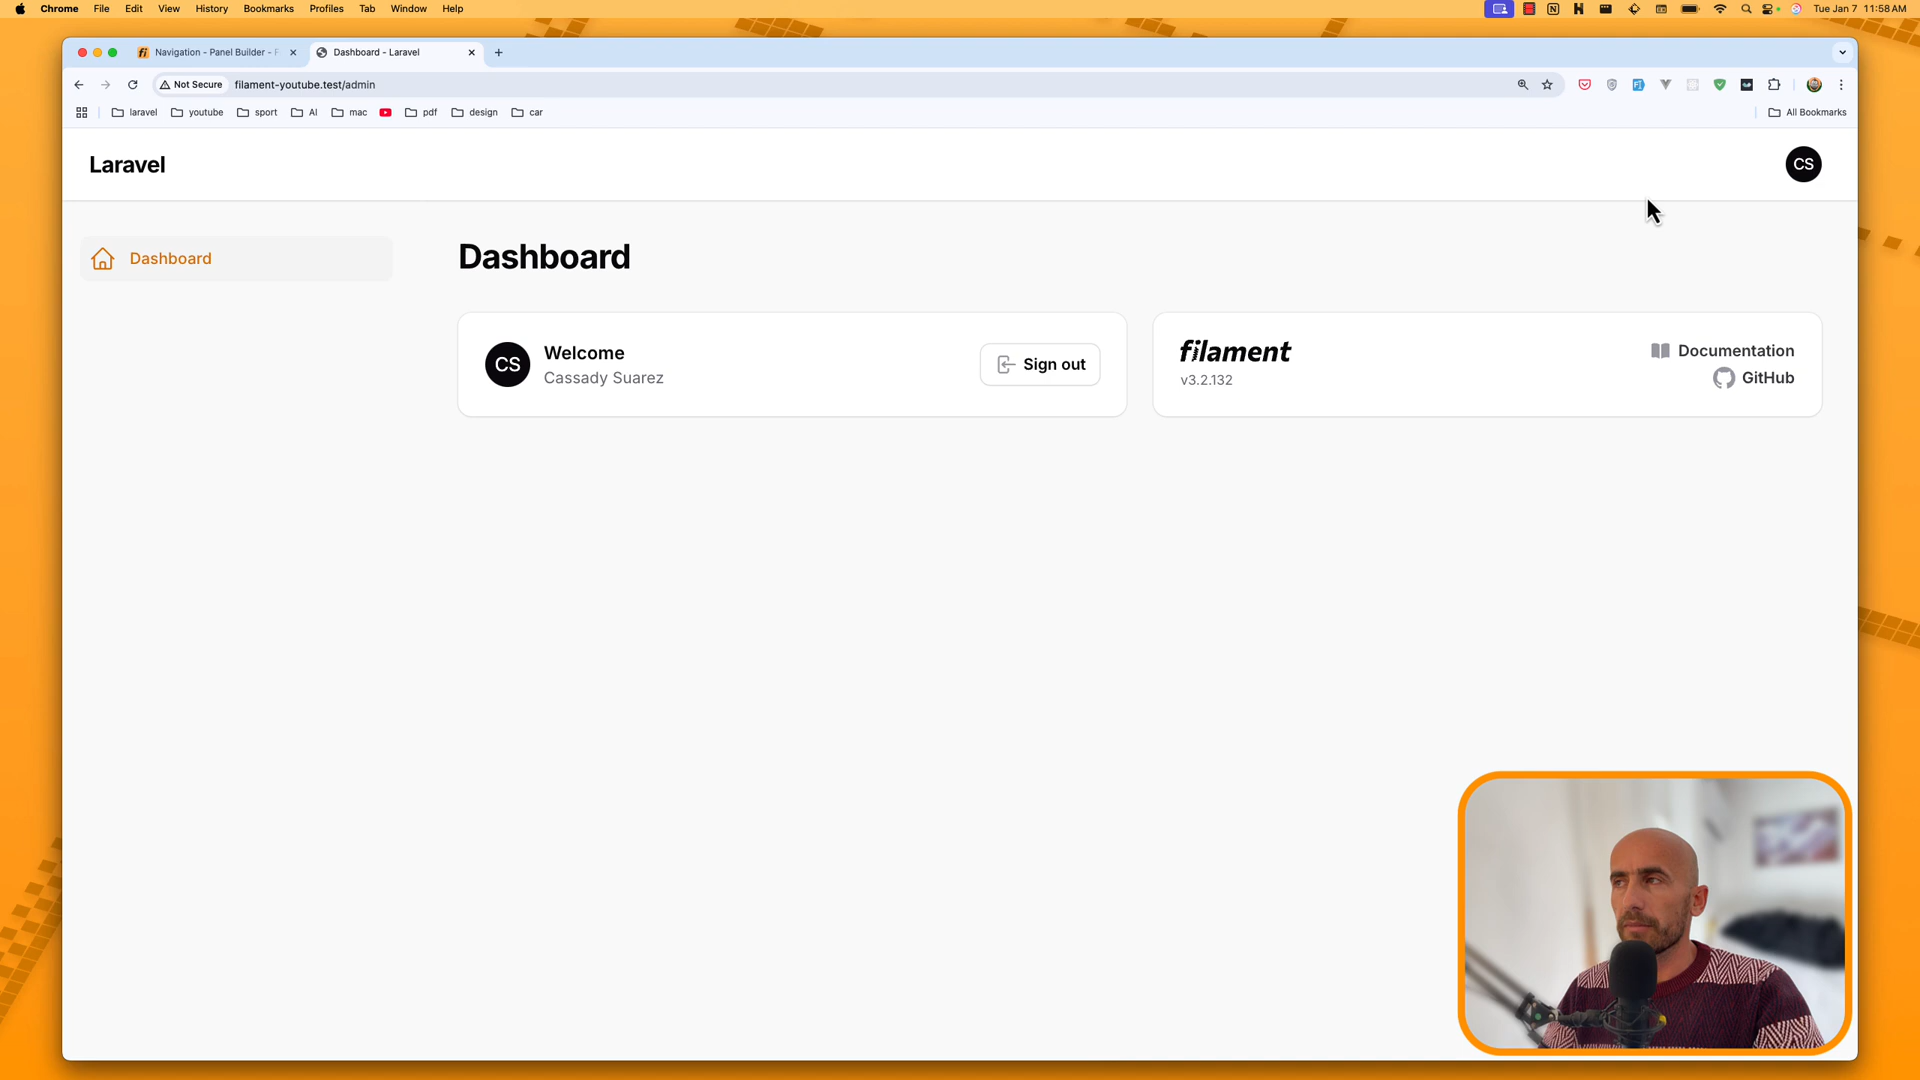 Chrome File Edit View History Bookmarks Profiles Tab Window Help Tue Jan 7 11:58 AM
Navigation - Panel Builder - Dashboard - Laravel
Not Secure filament-youtube.test/admin
laravel youtube sport AI mac pdf design car All Bookmarks
Laravel CS
Dashboard
Dashboard
CS Welcome
Cassady Suarez
Sign out
filament
v3.2.132
Documentation
GitHub